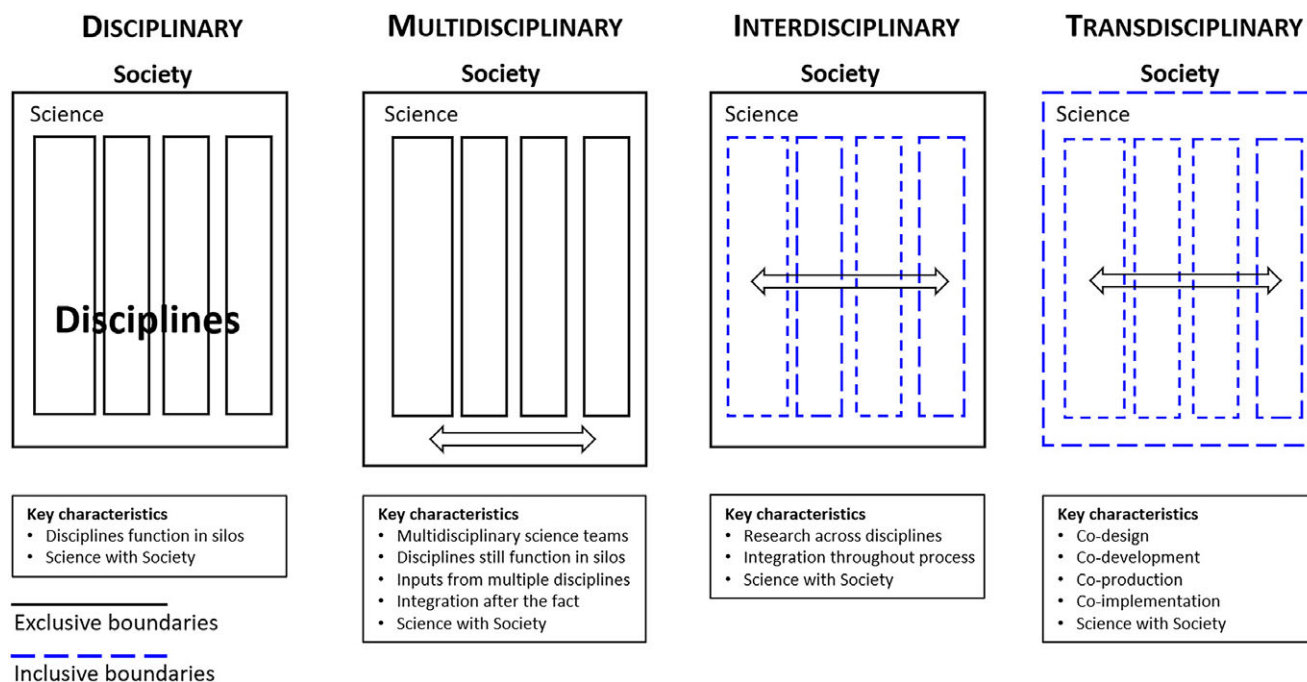 DISCIPLINARY
Society
Science
Disciplines
Key characteristics
• Disciplines function in silos
• Science with Society
Exclusive boundaries
Inclusive boundaries
MULTIDISCIPLINARY
Society
Science
Key characteristics
• Multidisciplinary science teams
• Disciplines still function in silos
• Inputs from multiple disciplines
• Integration after the fact
• Science with Society
INTERDISCIPLINARY
Society
Science
Key characteristics
• Research across disciplines
• Integration throughout process
• Science with Society
TRANSDISCIPLINARY
Society
Science
Key characteristics
• Co-design
• Co-development
• Co-production
• Co-implementation
• Science with Society